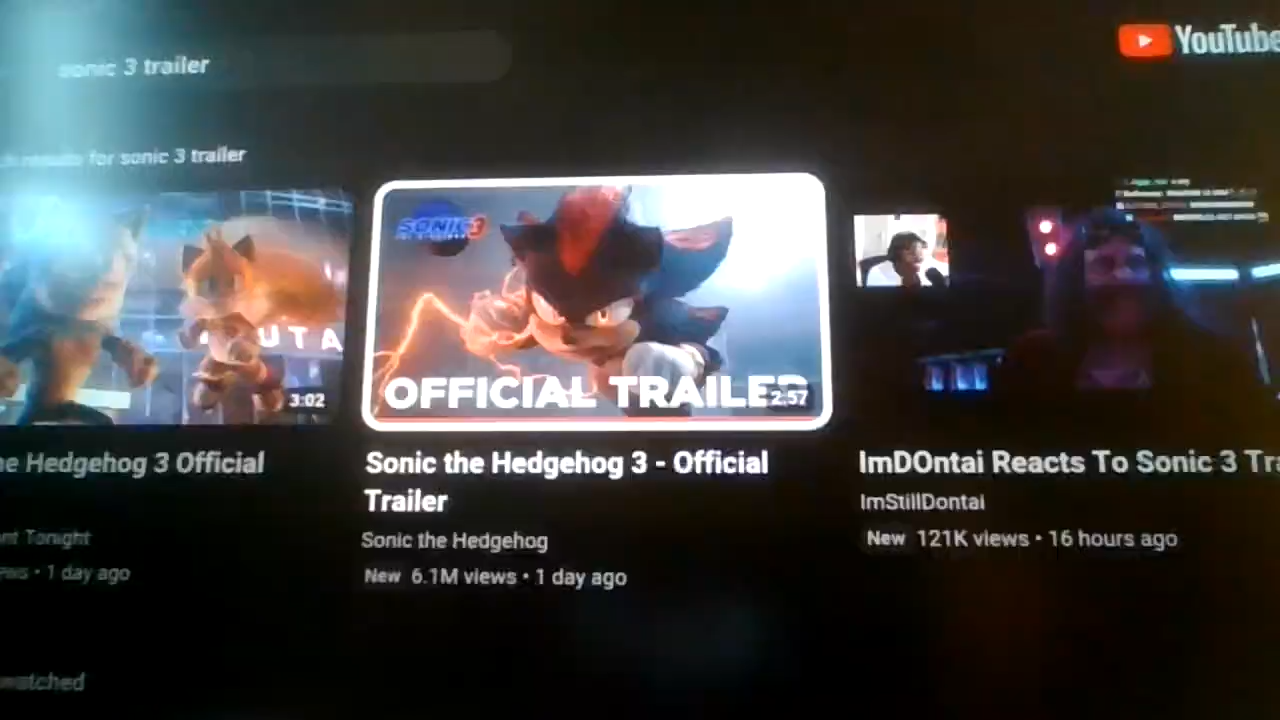 sonic 3 trailer
YouTube
results for sonic 3 trailer
SONIC 3
UTA
OFFICIAL TRAILER
3:02
2:57
Hedgehog 3 Official
Tonight
1 day ago
Sonic the Hedgehog 3 - Official
Trailer
Sonic the Hedgehog
New 6.1M views • 1 day ago
ImDOntai Reacts To Sonic 3
ImStillDontai
New 121K views • 16 hours ago
watched